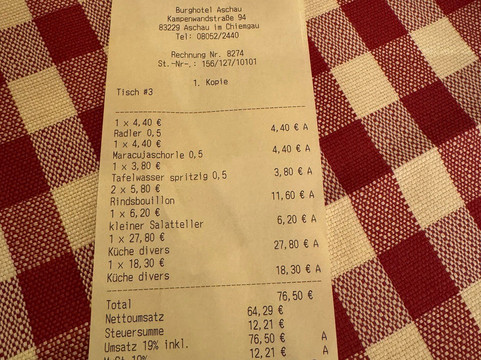 Burghotel Aschau
Kampenwandstraße 94
83229 Aschau im Chiemgau
Tel: 08052/2440
Rechnung Nr. 8274
St.-Nr-.: 156/127/10101
1. Kopie
Tisch #3
1 x 4,40 €
Radler 0,5 4,40 € A
1 x 4,40 €
Maracujaschorle 0,5 4,40 € A
1 x 3,80 €
Tafelwasser spritzig 0,5 3,80 € A
2 x 5,80 €
Rindsbouillon 11,60 € A
1 x 6,20 €
kleiner Salatteller 6,20 € A
1 x 27,80 €
Küche divers 27,80 € A
1 x 18,30 €
Küche divers 18,30 € A
Total 76,50 €
Nettoumsatz 64,29 €
Steuersumme 12,21 €
Umsatz 19% inkl. 76,50 € A
MwSt 19% 12,21 € A